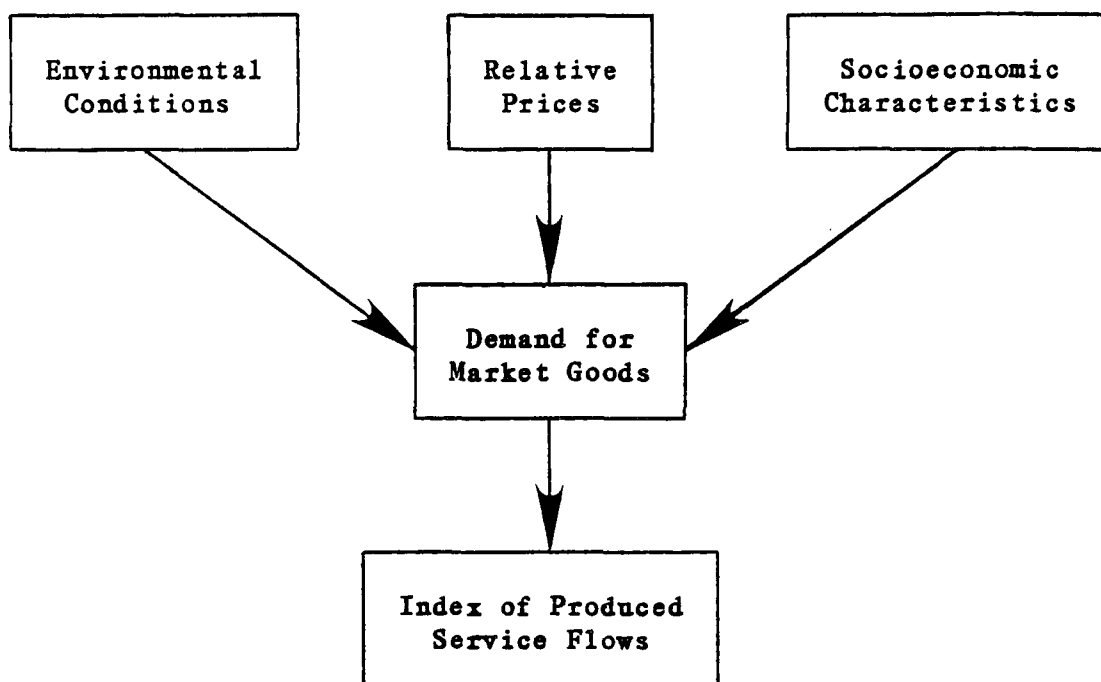 Environmental
Conditions
Relative
Prices
Socioeconomic
Characteristics
Demand for
Market Goods
Index of Produced
Service Flows